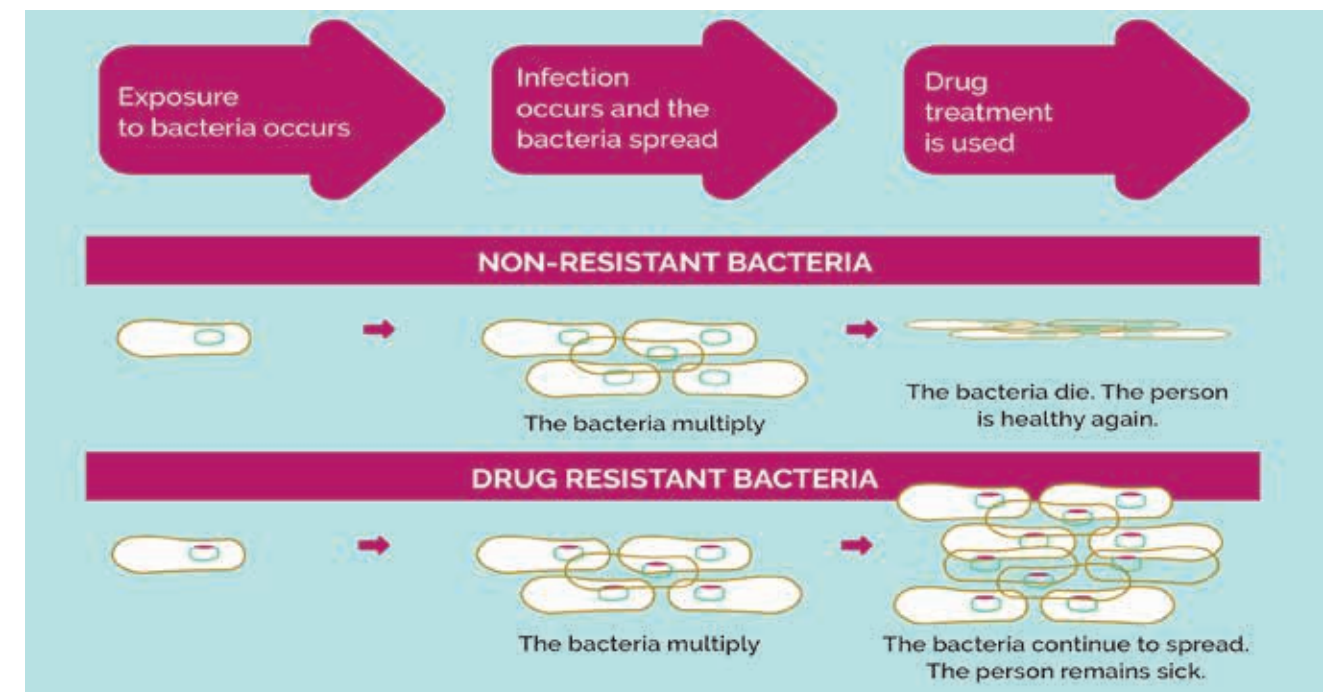 Exposure
to bacteria occurs
Infection
occurs and the
bacteria spread
Drug
treatment
is used
NON-RESISTANT BACTERIA
The bacteria multiply
The bacteria die. The person
is healthy again.
DRUG RESISTANT BACTERIA
The bacteria multiply
The bacteria continue to spread.
The person remains sick.